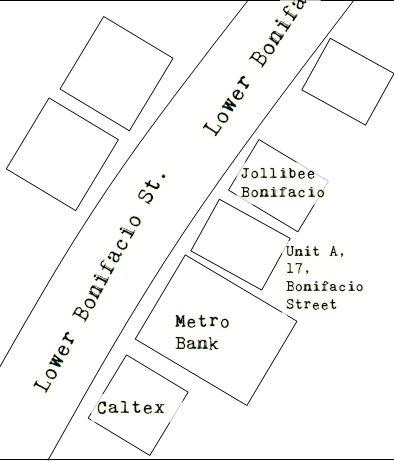 Lower Bonifa
Lower Bonifacio St.
Jollibee
Bonifacio
Unit A,
17,
Bonifacio
Street
Metro
Bank
Caltex